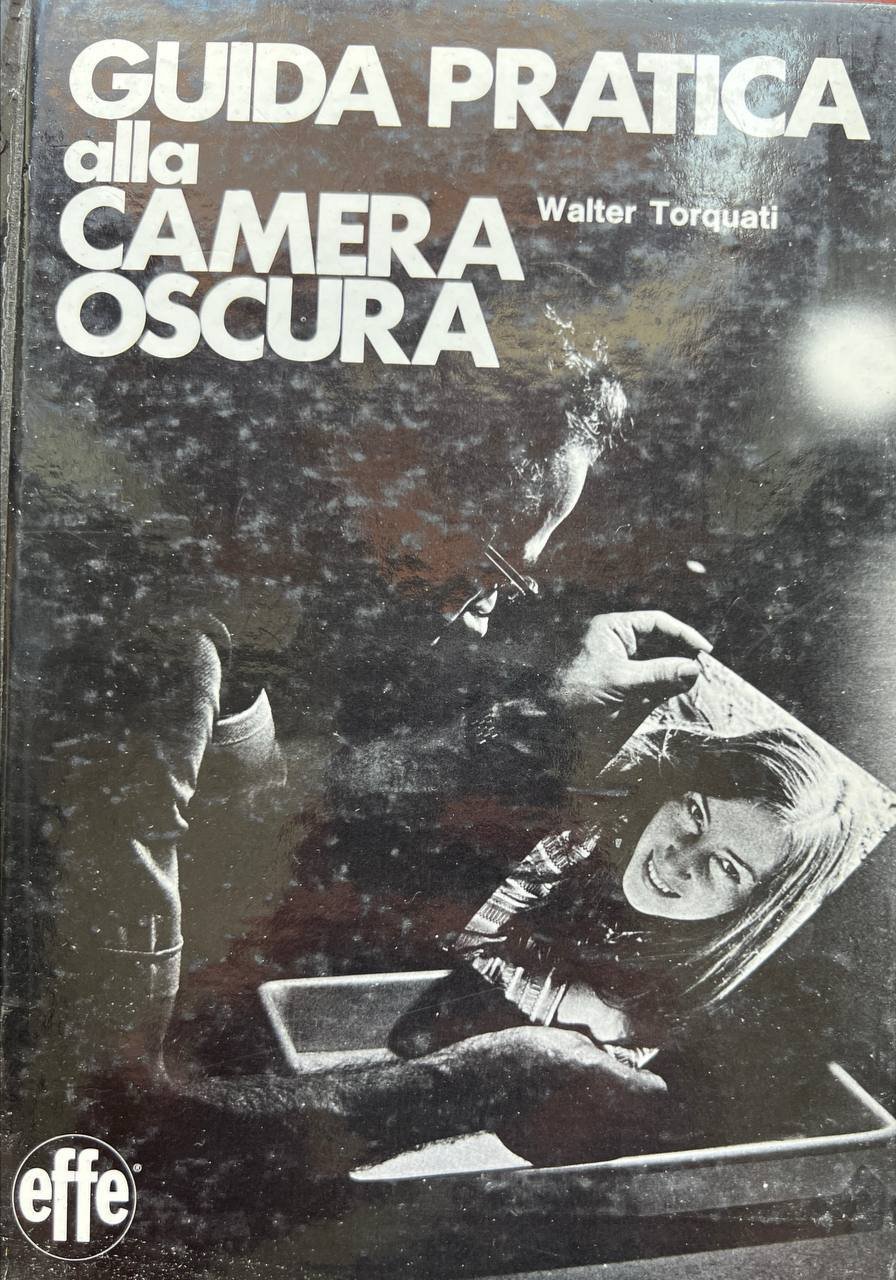 GUIDA PRATICA
alla
CAMERA
Walter Torquati
OSCURA
effe®